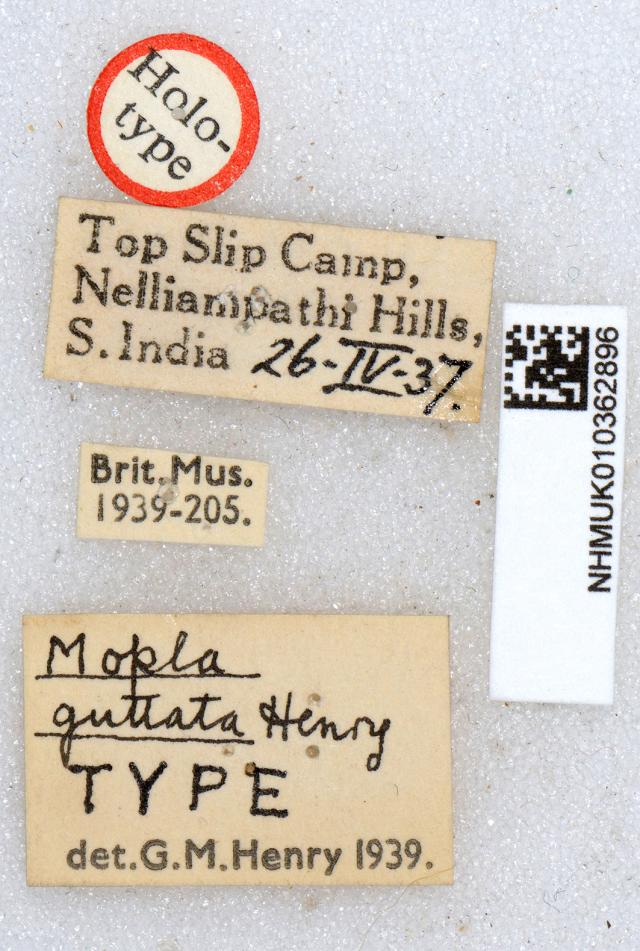 Holo-
type
Top Slip Camp,
Nelliampathi Hills,
S. India 26-IV-37.
Brit. Mus.
1939-205.
NHMUK010362896
Mopla
guttata Henry
TYPE
det. G. M. Henry 1939.